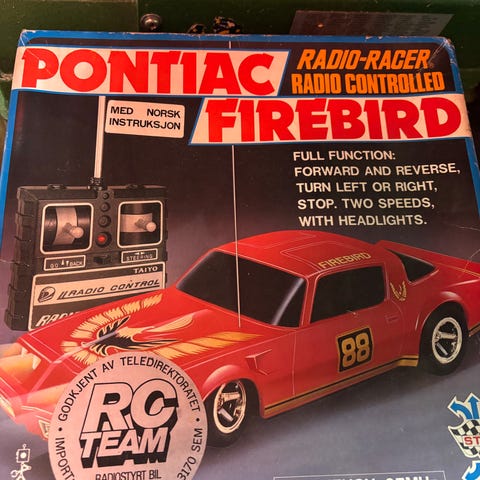 PONTIAC
FIREBIRD
RADIO-RACER
RADIO CONTROLLED
MED NORSK
INSTRUKSJON
FULL FUNCTION:
FORWARD AND REVERSE,
TURN LEFT OR RIGHT,
STOP. TWO SPEEDS,
WITH HEADLIGHTS.
GO BACK
STEERING
TAIYO
RADIO CONTROL
FIREBIRD
88
GODKJENT AV TELEDIREKTORATET
RC
TEAM
RADIOSTYRT BIL
3170 SEM